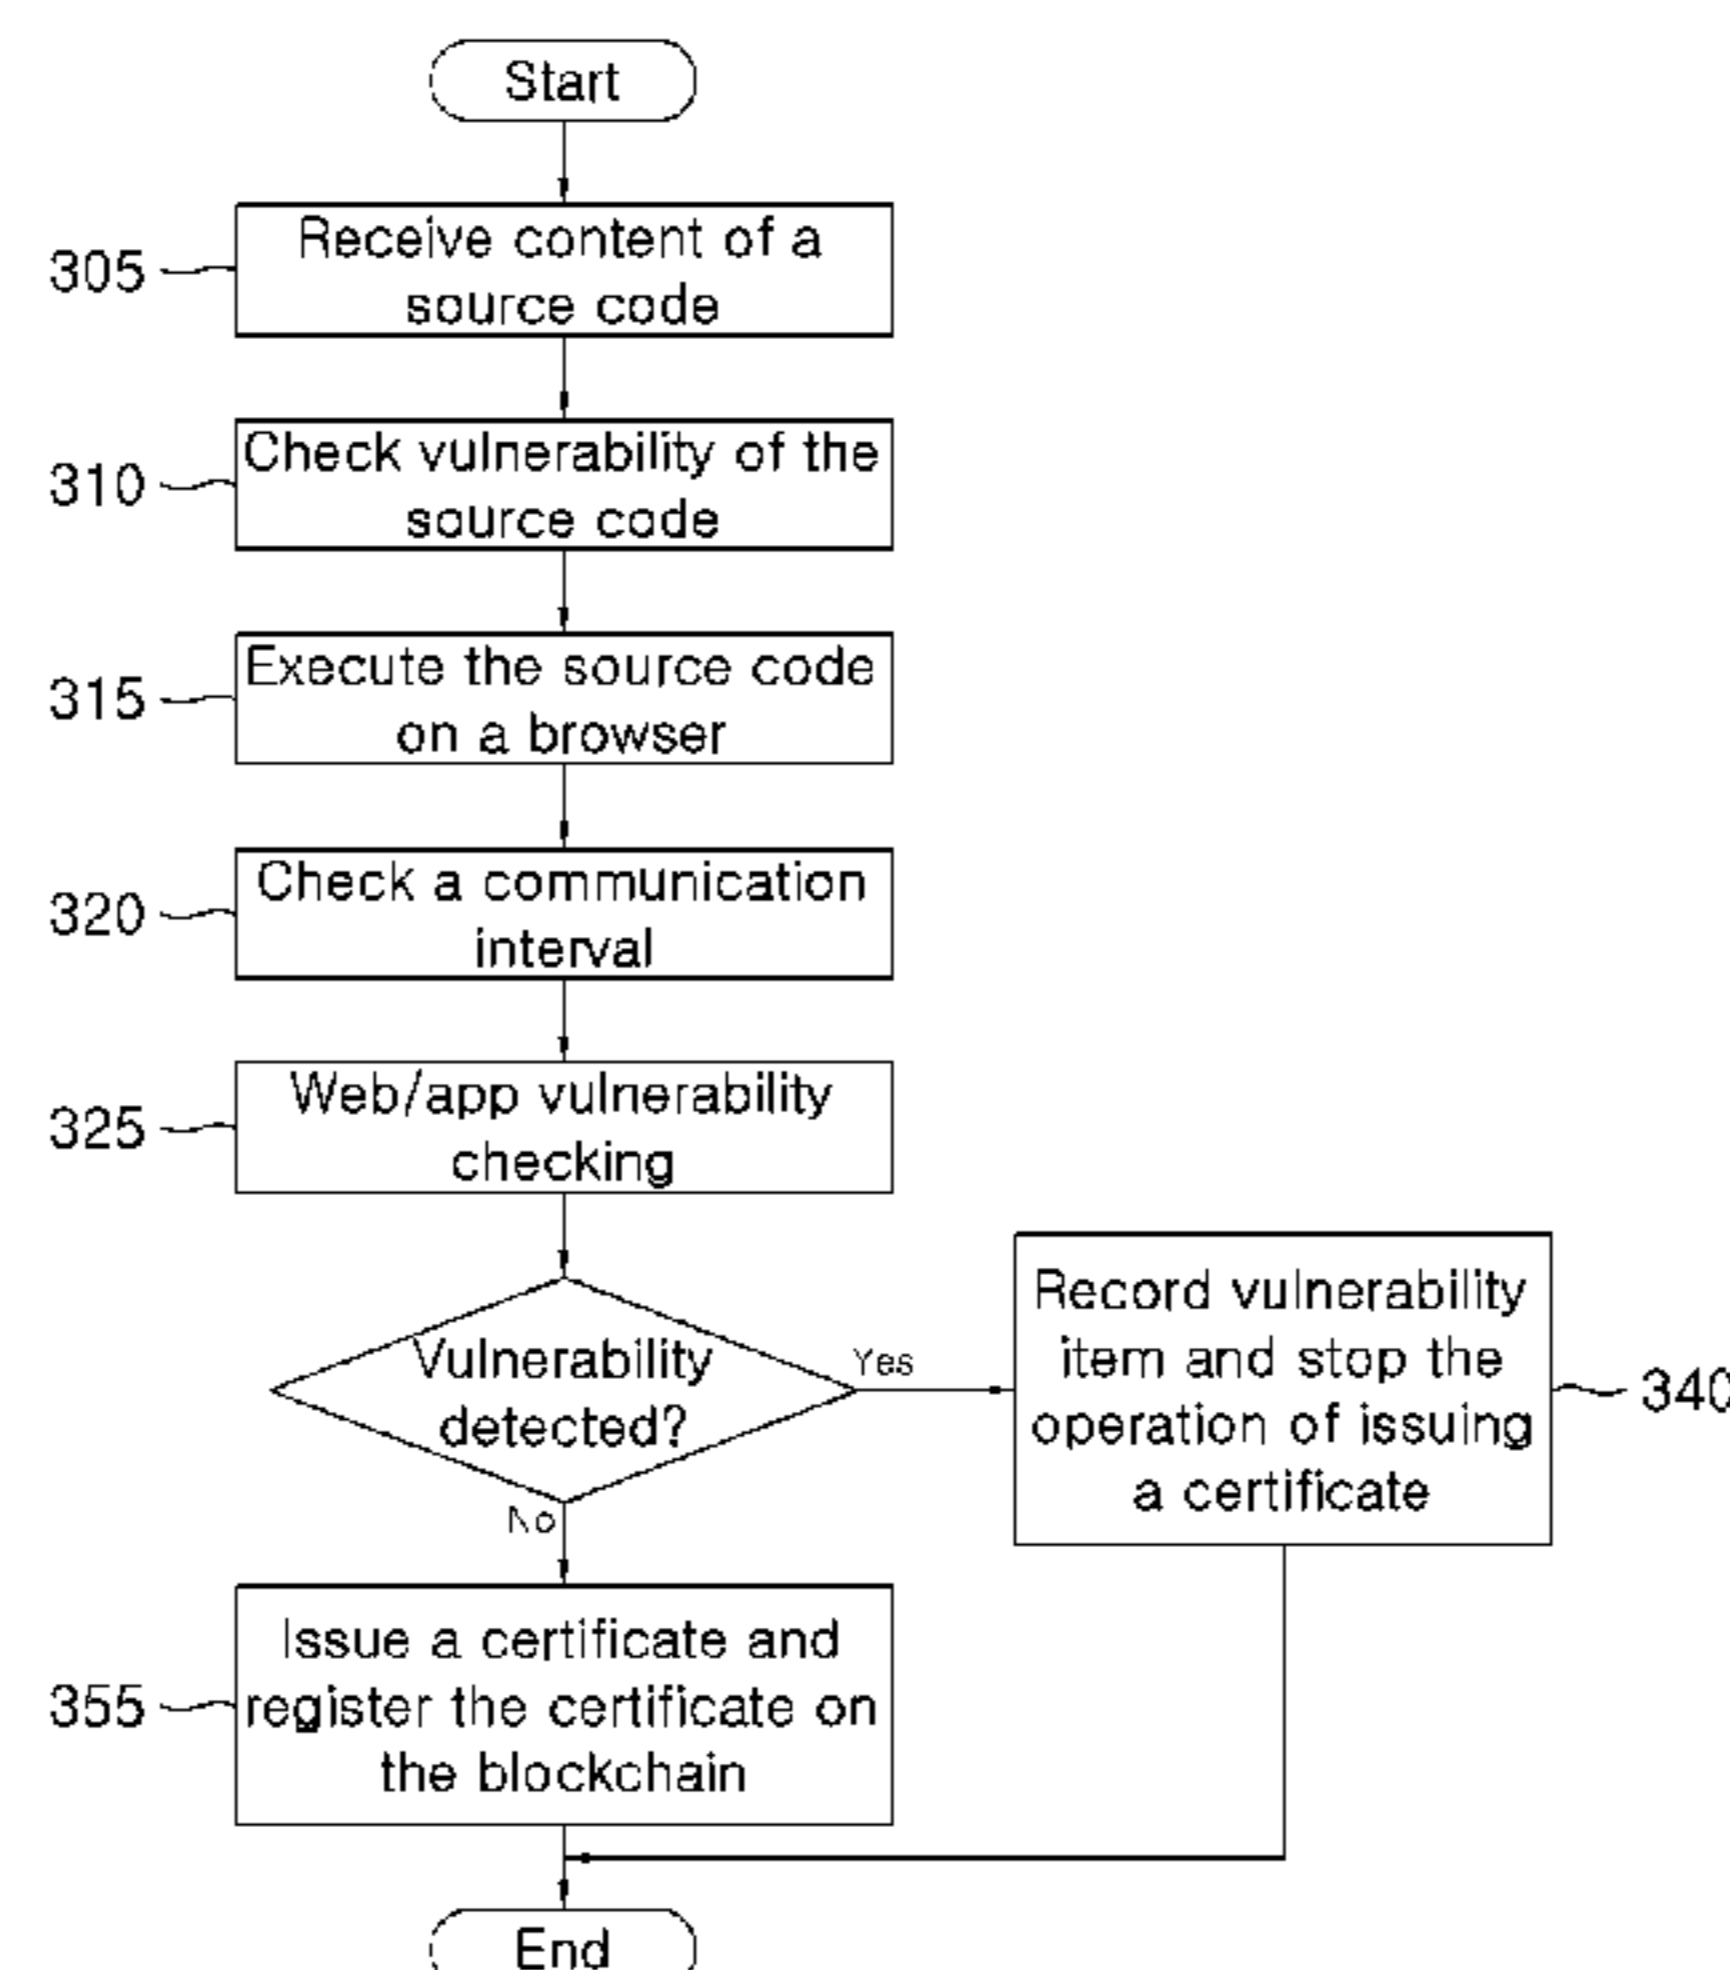 Start
305
Receive content of a
source code
310
Check vulnerability of the
source code
315
Execute the source code
on a browser
320
Check a communication
interval
325
Web/app vulnerability
checking
Vulnerability
detected?
Yes
Record vulnerability
item and stop the
operation of issuing
a certificate
340
No
355
Issue a certificate and
register the certificate on
the blockchain
End